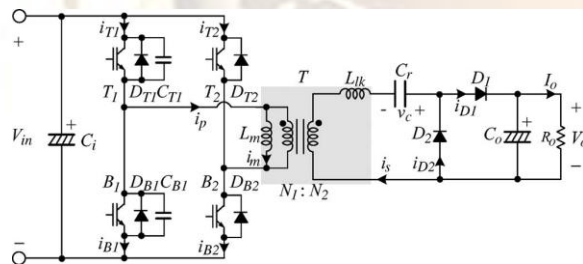 i_T1 i_T2
T L_lk C_r D_1 I_o
+ D_T1 C_T1 D_T2 - v_c + i_D1 +
T_1 T_2
i_p
V_in C_i + L_m D_2 C_o + R_o V_o
i_m
B_1 D_B1 C_B1 B_2 D_B2 i_s i_D2 −
N_1 : N_2
− i_B1 i_B2